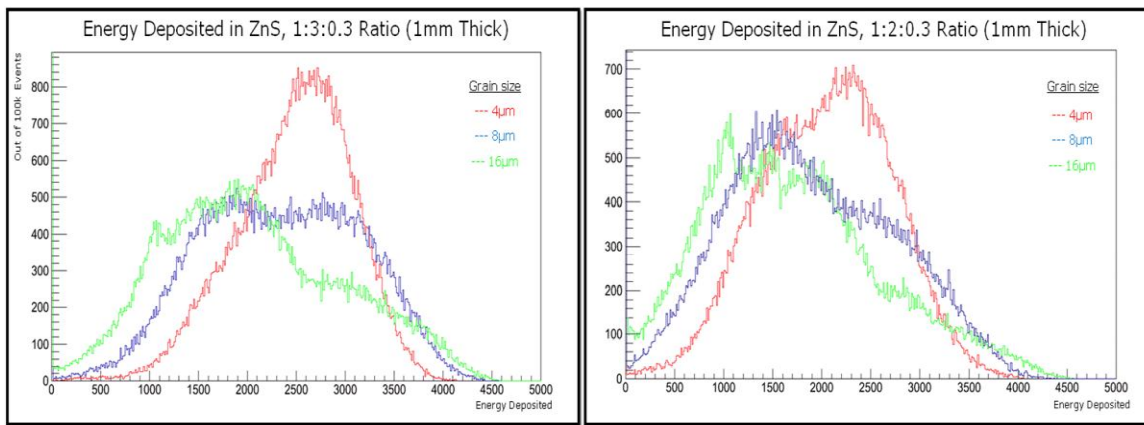 Energy Deposited in ZnS, 1:3:0.3 Ratio (1mm Thick)
Out of 100k Events
800
700
600
500
400
300
200
100
0
Grain size
--- 4µm
--- 8µm
--- 16µm
0 500 1000 1500 2000 2500 3000 3500 4000 4500 5000
Energy Deposited
Energy Deposited in ZnS, 1:2:0.3 Ratio (1mm Thick)
700
600
500
400
300
200
100
0
Grain size
--- 4µm
--- 8µm
--- 16µm
0 500 1000 1500 2000 2500 3000 3500 4000 4500 5000
Energy Deposited